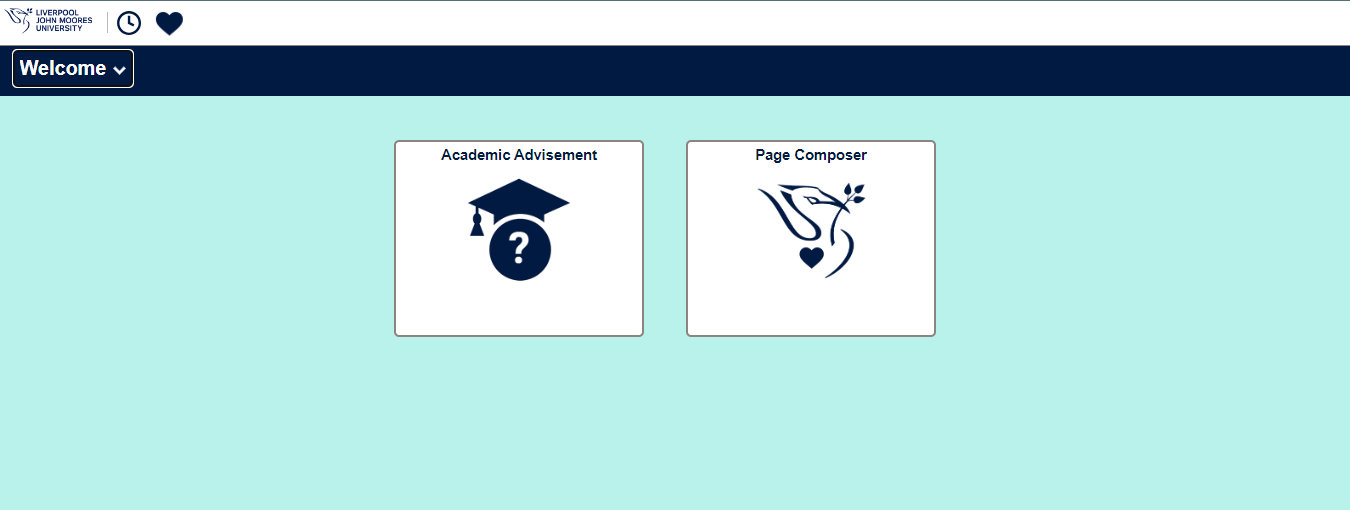 LIVERPOOL
JOHN MOORES
UNIVERSITY
Welcome
Academic Advisement
Page Composer
?